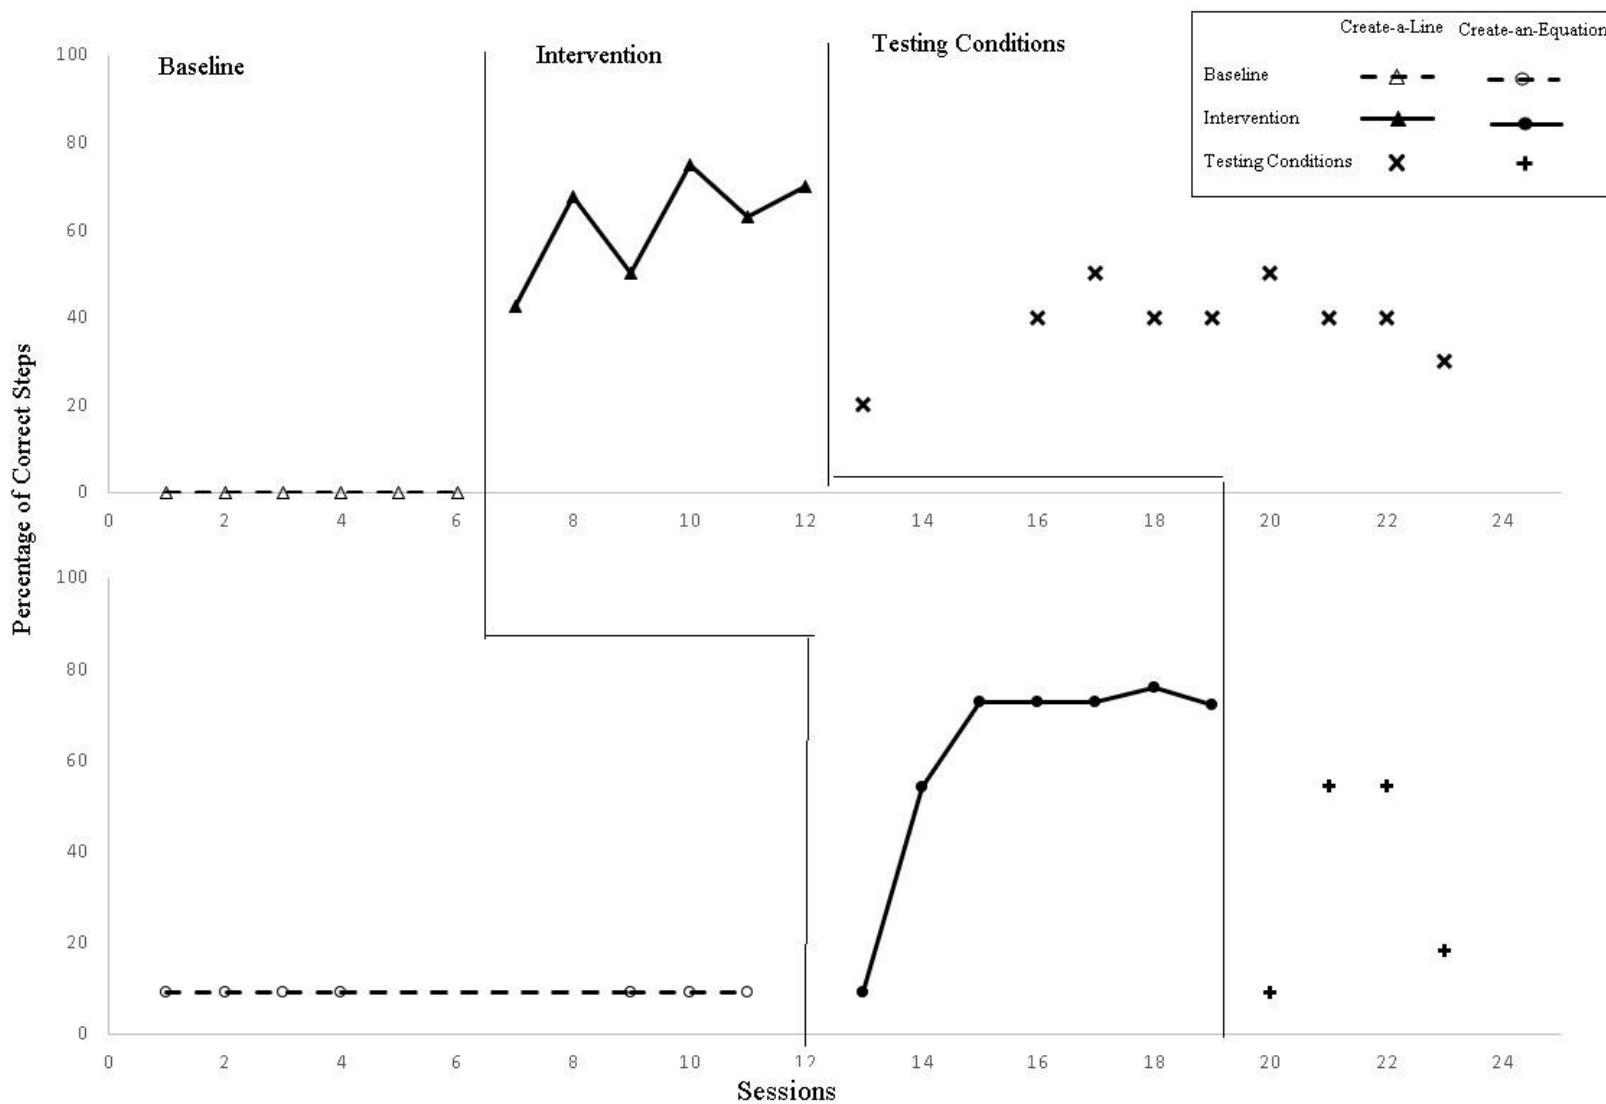 Create-a-Line Create-an-Equation
Baseline
Intervention
Testing Conditions
Baseline
Intervention
Testing Conditions
Percentage of Correct Steps
100
80
60
40
20
0
0 2 4 6 8 10 12 14 16 18 20 22 24
100
80
60
40
20
0
0 2 4 6 8 10 12 14 16 18 20 22 24
Sessions